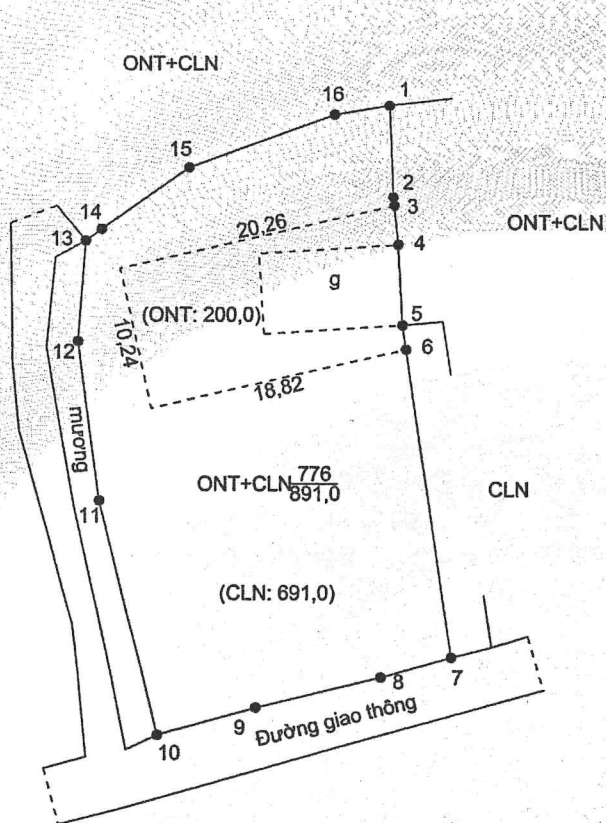 ONT+CLN
16
1
15
2
3
14
13
20,26
ONT+CLN
4
g
(ONT: 200,0)
5
10,24
12
6
18,82
mương
ONT+CLN 776
891,0
CLN
11
(CLN: 691,0)
7
8
9
Đường giao thông
10